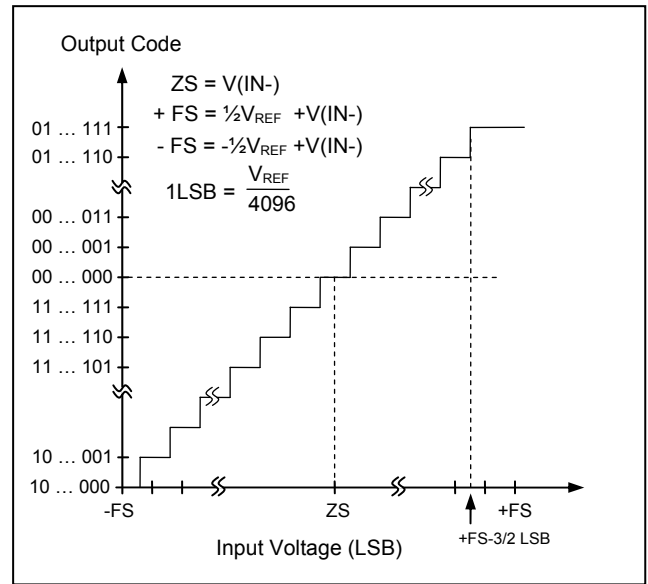 Output Code
ZS = V(IN-)
+ FS = ½VREF +V(IN-)
- FS = -½VREF +V(IN-)
1LSB = VREF
4096
01 ... 111
01 ... 110
00 ... 011
00 ... 001
00 ... 000
11 ... 111
11 ... 110
11 ... 101
10 ... 001
10 ... 000
-FS
ZS
+FS
+FS-3/2 LSB
Input Voltage (LSB)